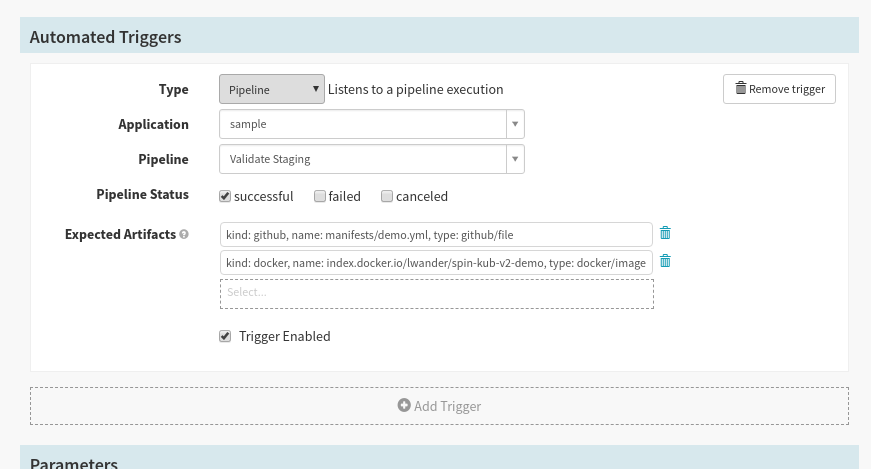 Automated Triggers
Type Pipeline Listens to a pipeline execution Remove trigger
Application sample
Pipeline Validate Staging
Pipeline Status successful failed canceled
Expected Artifacts kind: github, name: manifests/demo.yml, type: github/file
kind: docker, name: index.docker.io/lwander/spin-kub-v2-demo, type: docker/image
Select...
Trigger Enabled
Add Trigger
Parameters